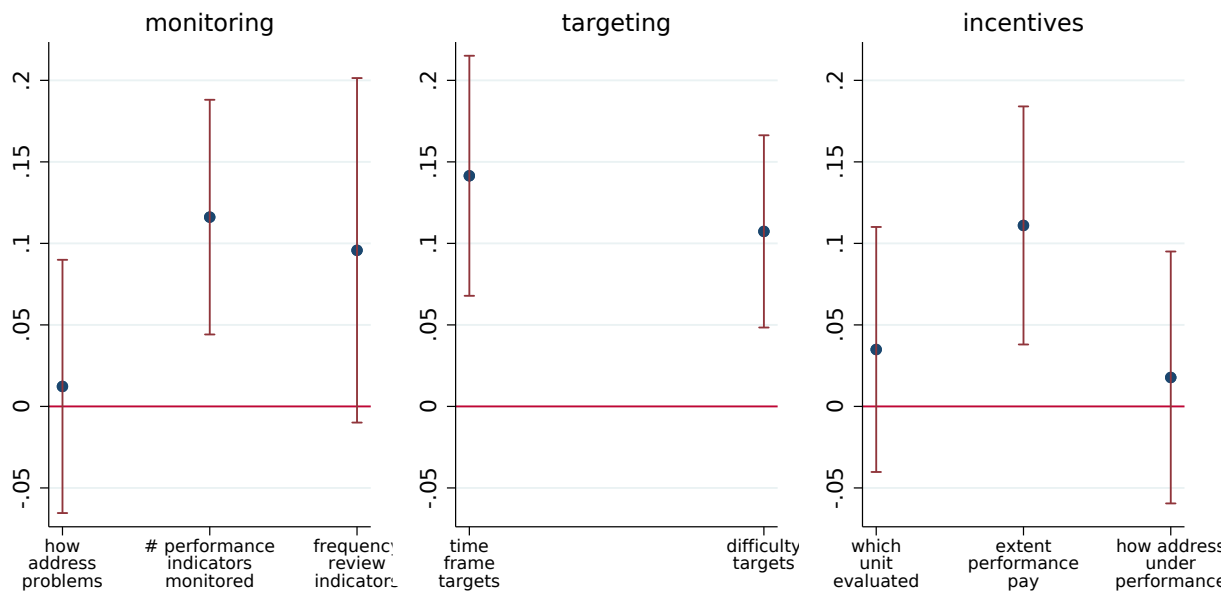 monitoring
.2
.15
.1
.05
0
-.05
how
address
problems
# performance
indicators
monitored
frequency
review
indicators
targeting
.2
.15
.1
.05
0
-.05
time
frame
targets
difficulty
targets
incentives
.2
.15
.1
.05
0
-.05
which
unit
evaluated
extent
performance
pay
how address
under
performance